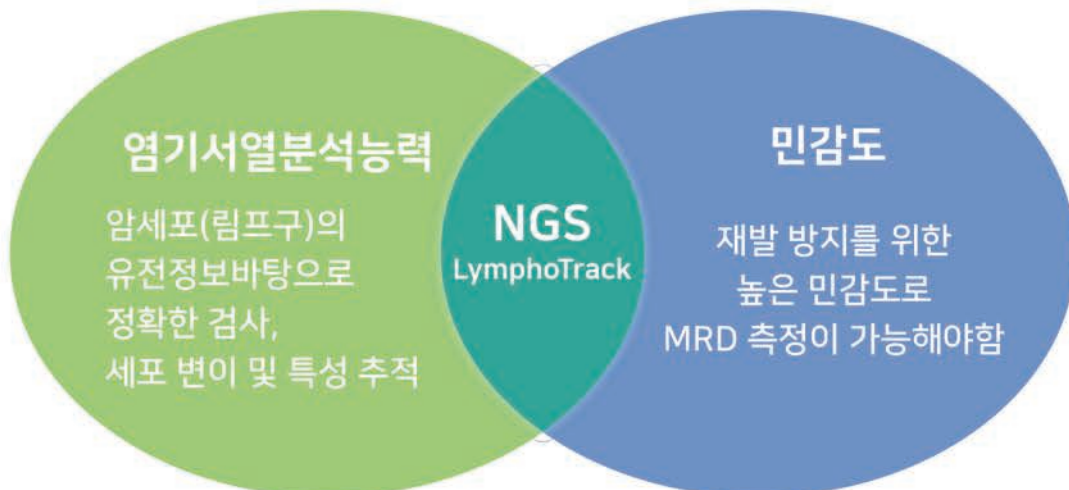 염기서열분석능력
암세포(림프구)의
유전정보바탕으로
정확한 검사,
세포 변이 및 특성 추적
NGS
LymphoTrack
민감도
재발 방지를 위한
높은 민감도로
MRD 측정이 가능해야함